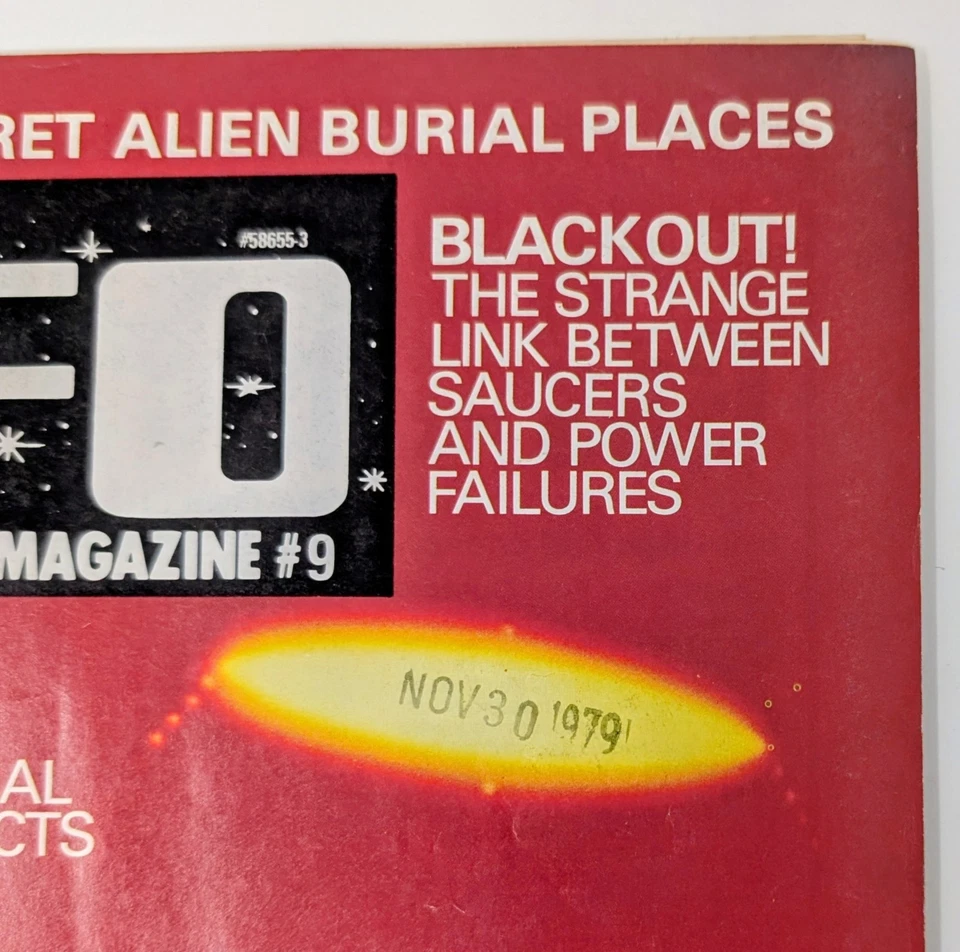 RET ALIEN BURIAL PLACES
#58655-3
FO
MAGAZINE #9
BLACKOUT!
THE STRANGE
LINK BETWEEN
SAUCERS
AND POWER
FAILURES
NOV 30 1979
AL
CTS